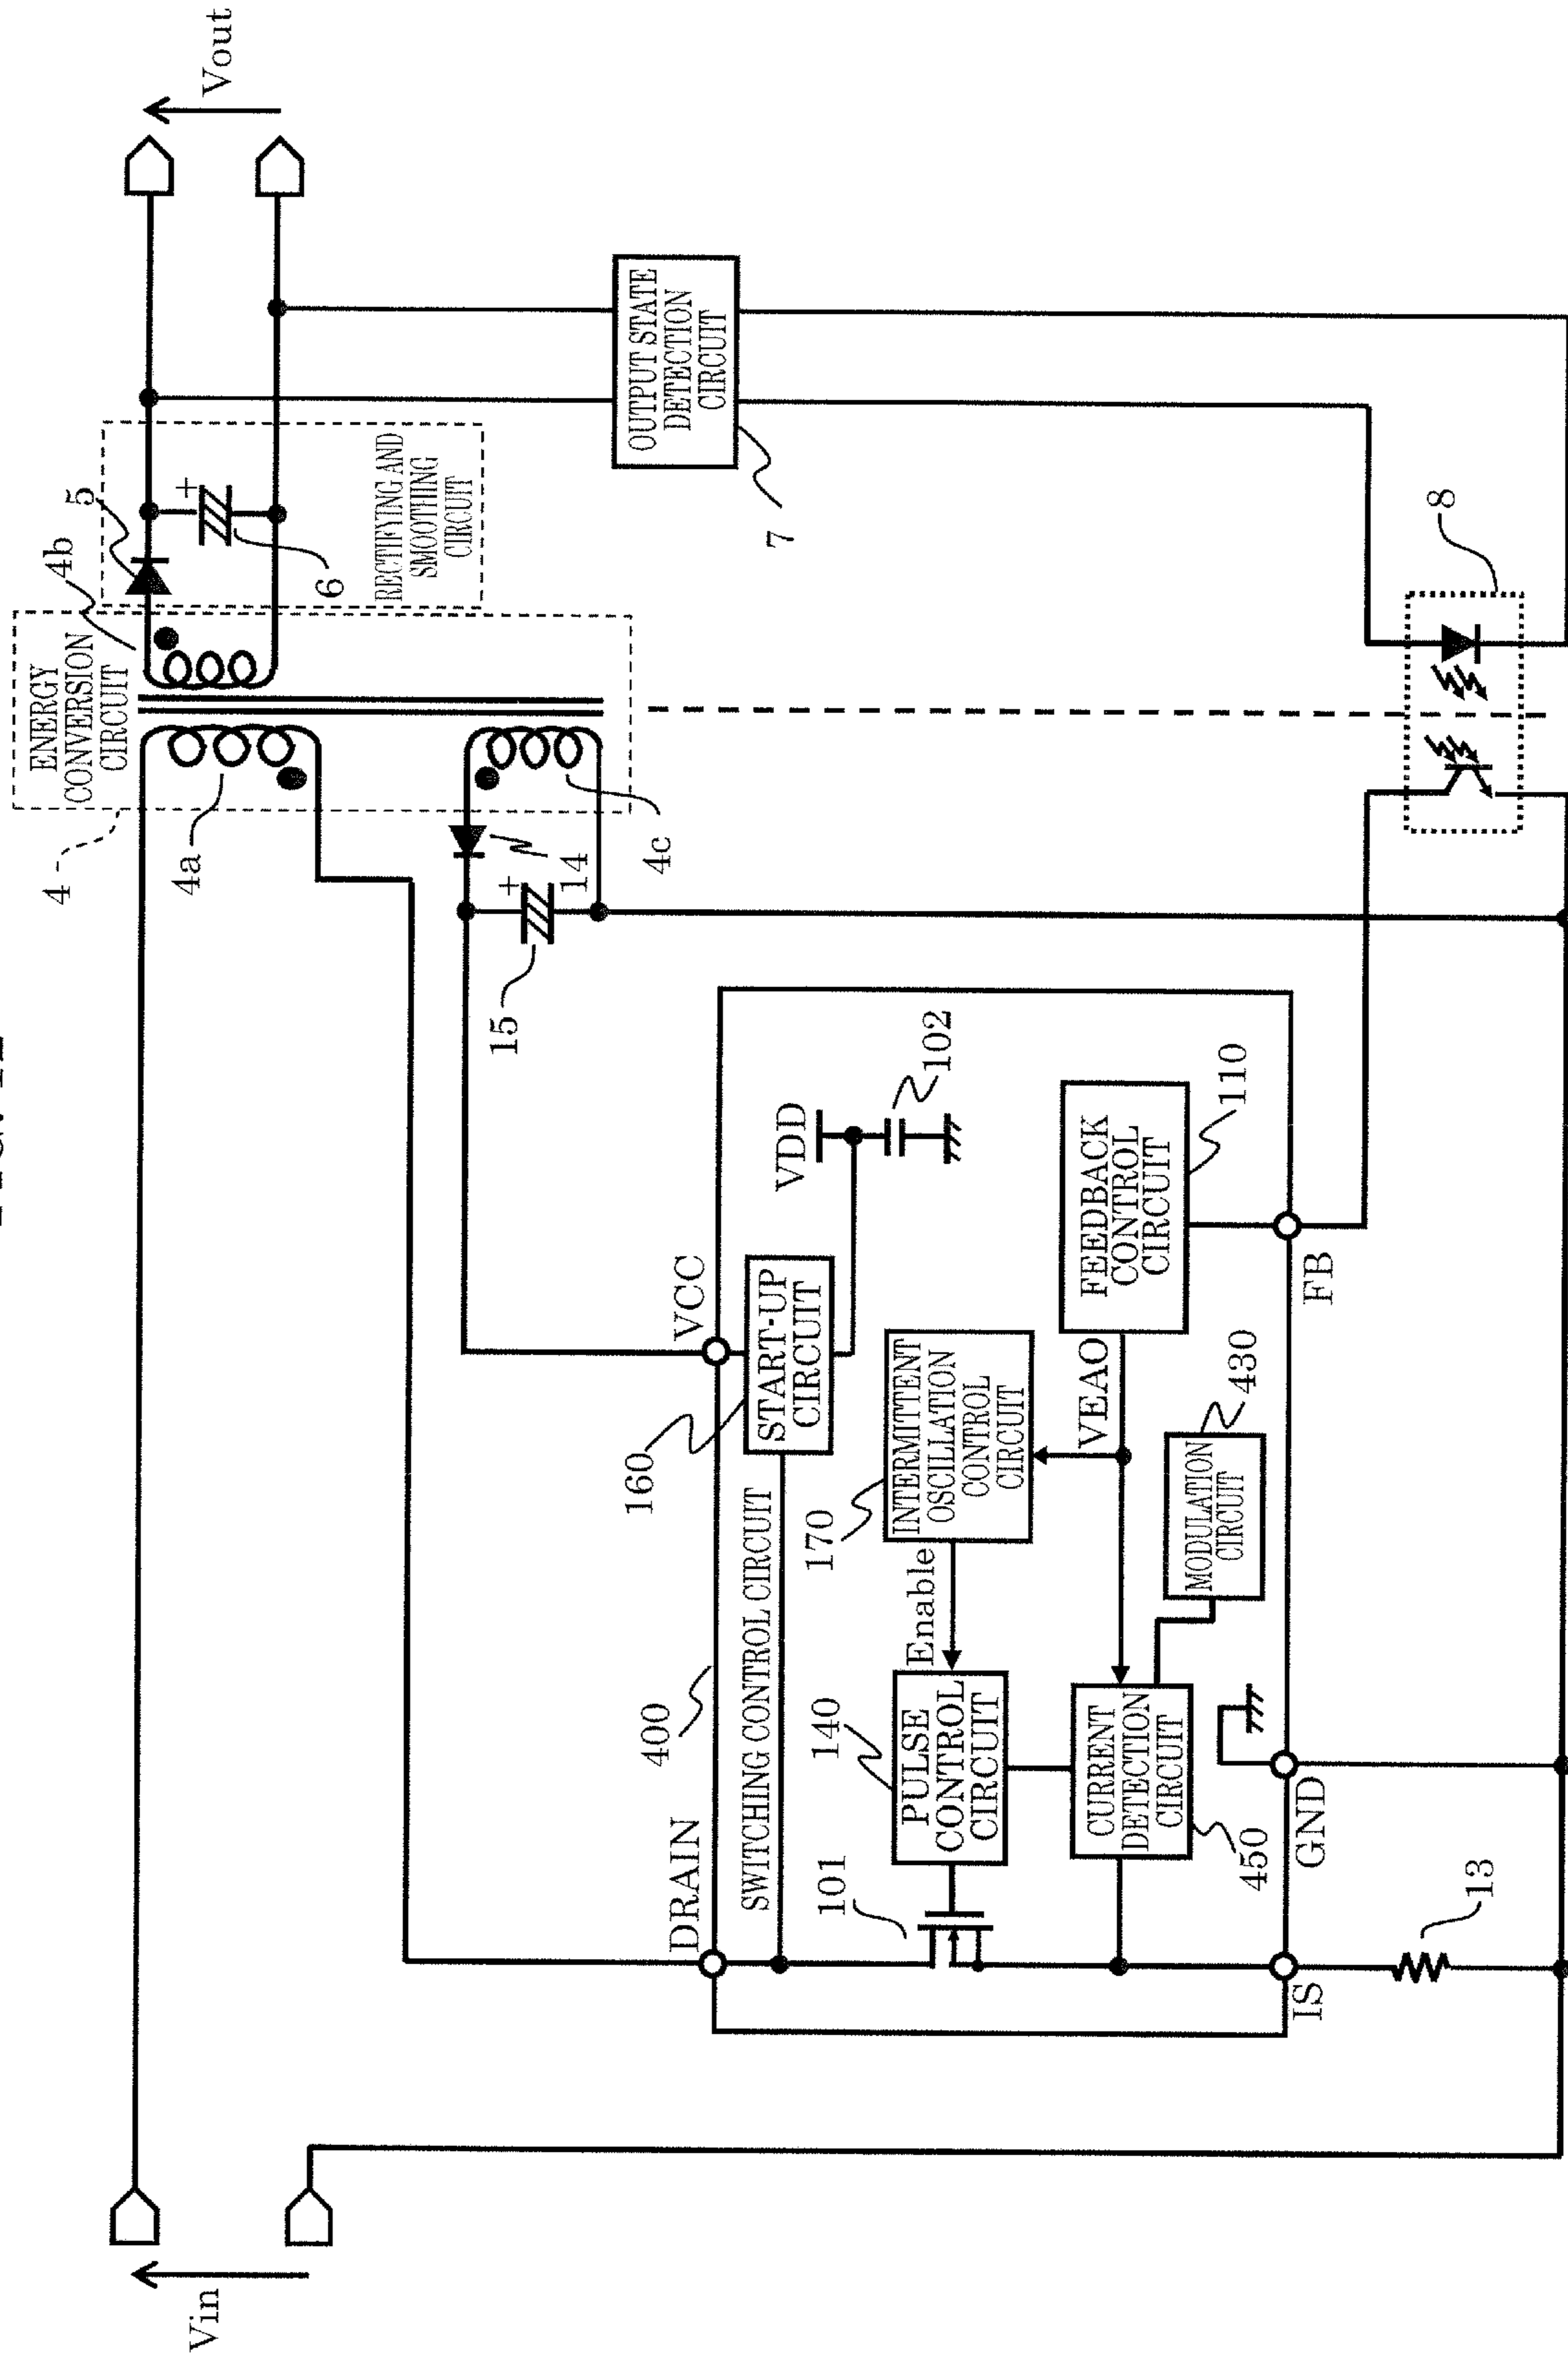 Vin
Vout
ENERGY
CONVERSION
CIRCUIT
4
4a
4b
4c
5
6
RECTIFYING AND
SMOOTHING
CIRCUIT
14
15
OUTPUT STATE
DETECTION
CIRCUIT
7
8
DRAIN
VCC
400
SWITCHING CONTROL CIRCUIT
160
START-UP
CIRCUIT
VDD
102
101
140
PULSE
CONTROL
CIRCUIT
Enable
170
INTERMITTENT
OSCILLATION
CONTROL
CIRCUIT
VEAO
FEEDBACK
CONTROL
CIRCUIT
110
CURRENT
DETECTION
CIRCUIT
450
MODULATION
CIRCUIT
430
IS
GND
FB
13